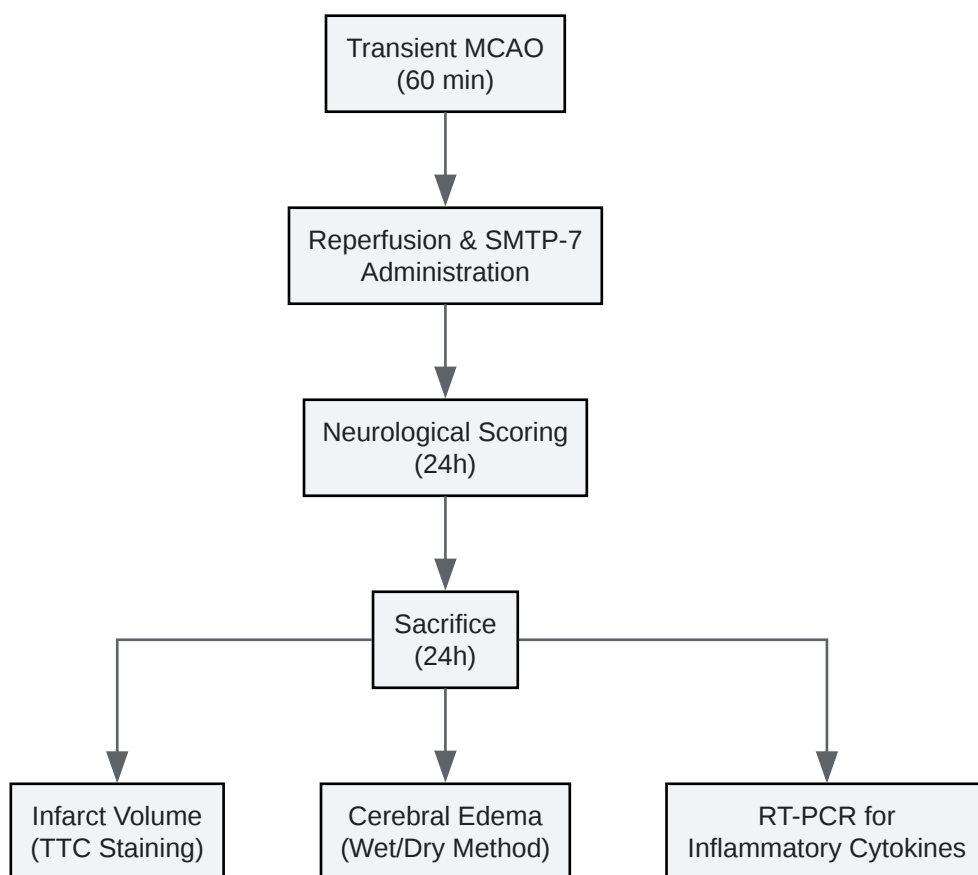 Transient MCAO
(60 min)
Reperfusion & SMTP-7
Administration
Neurological Scoring
(24h)
Sacrifice
(24h)
Infarct Volume
(TTC Staining)
Cerebral Edema
(Wet/Dry Method)
RT-PCR for
Inflammatory Cytokines